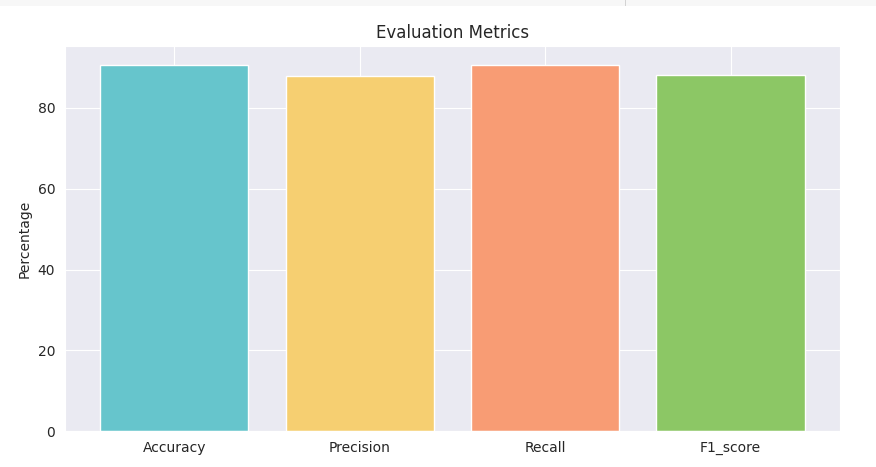 Evaluation Metrics
Percentage
80
60
40
20
0
Accuracy
Precision
Recall
F1_score